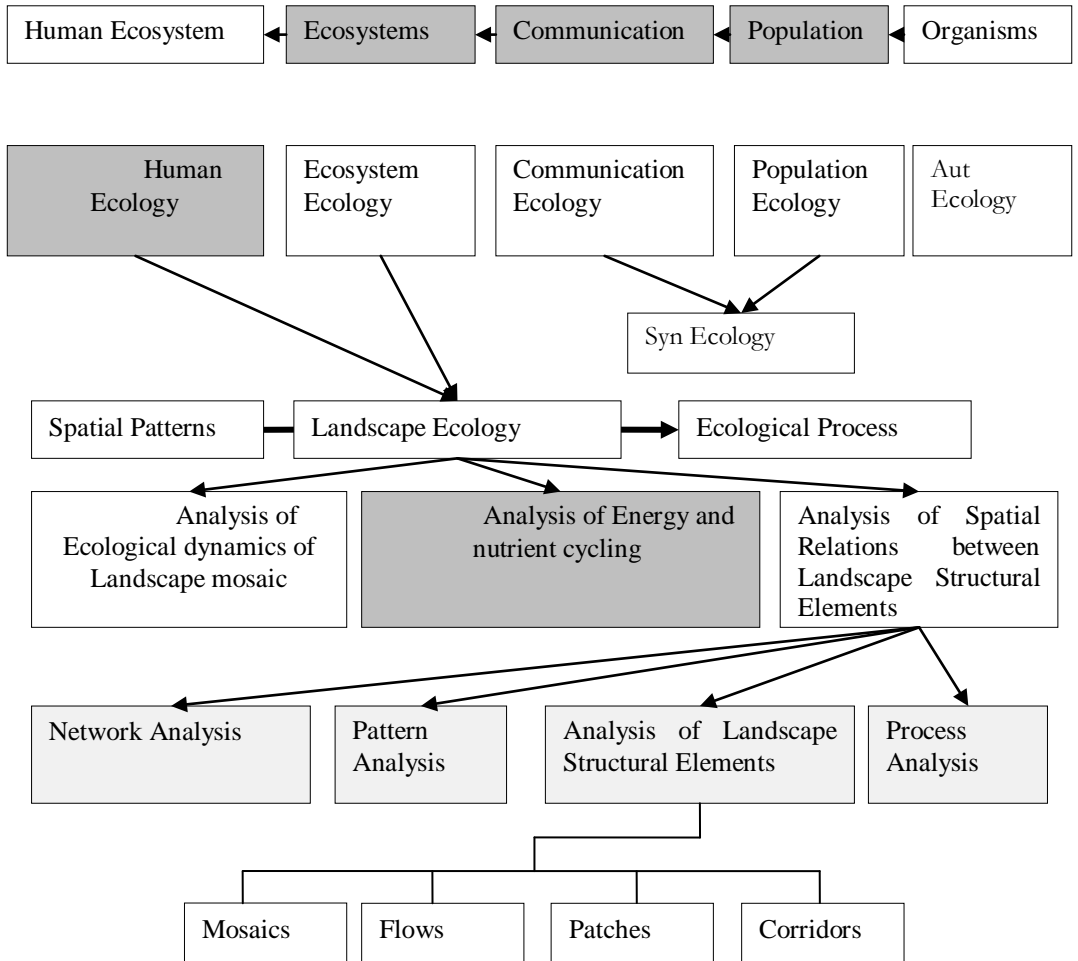 Human Ecosystem
Ecosystems
Communication
Population
Organisms
Human
Ecology
Ecosystem
Ecology
Communication
Ecology
Population
Ecology
Aut
Ecology
Syn Ecology
Spatial Patterns
Landscape Ecology
Ecological Process
Analysis of
Ecological dynamics of
Landscape mosaic
Analysis of Energy and
nutrient cycling
Analysis of Spatial
Relations between
Landscape Structural
Elements
Network Analysis
Pattern
Analysis
Analysis of Landscape
Structural Elements
Process
Analysis
Mosaics
Flows
Patches
Corridors